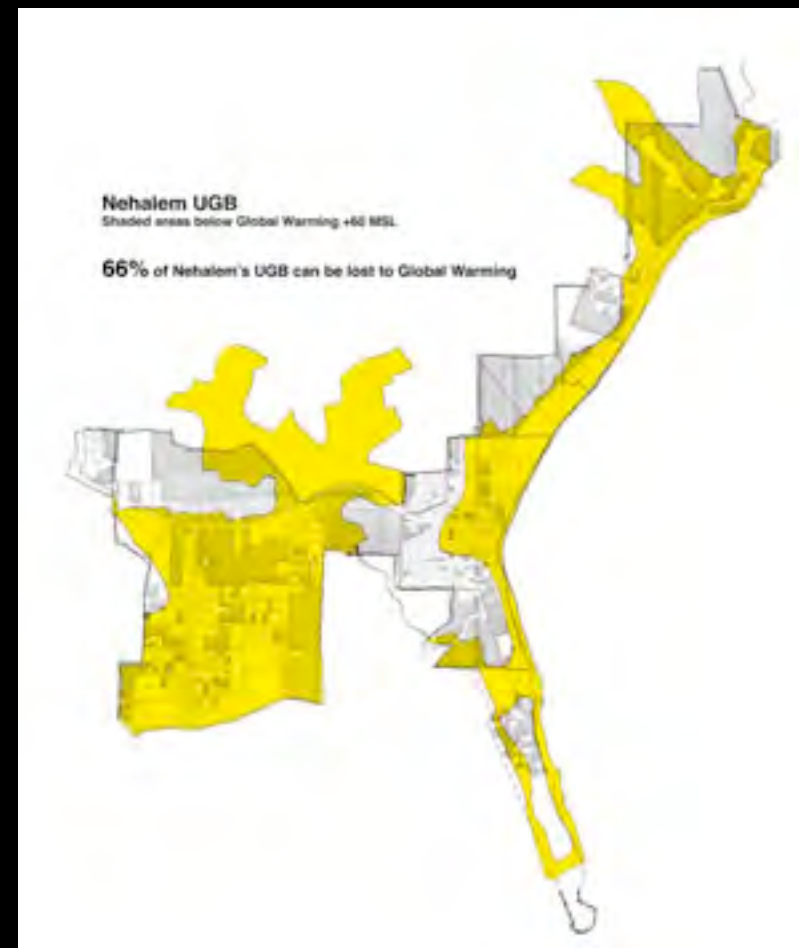 Nehalem UGB
Shaded areas below Global Warming +60 MSL
66% of Nehalem's UGB can be lost to Global Warming